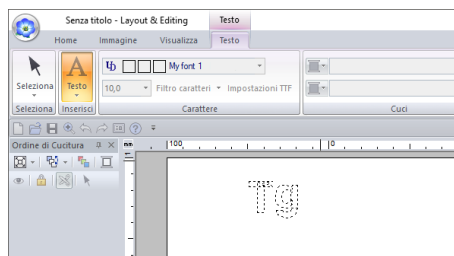 Senza titolo - Layout & Editing Testo
Home Immagine Visualizza Testo
My font 1
Seleziona Testo 10,0 Filtro caratteri Impostazioni TTF
Seleziona Inserisci Carattere Cuci
Ordine di Cucitura mm 100 0
Tg